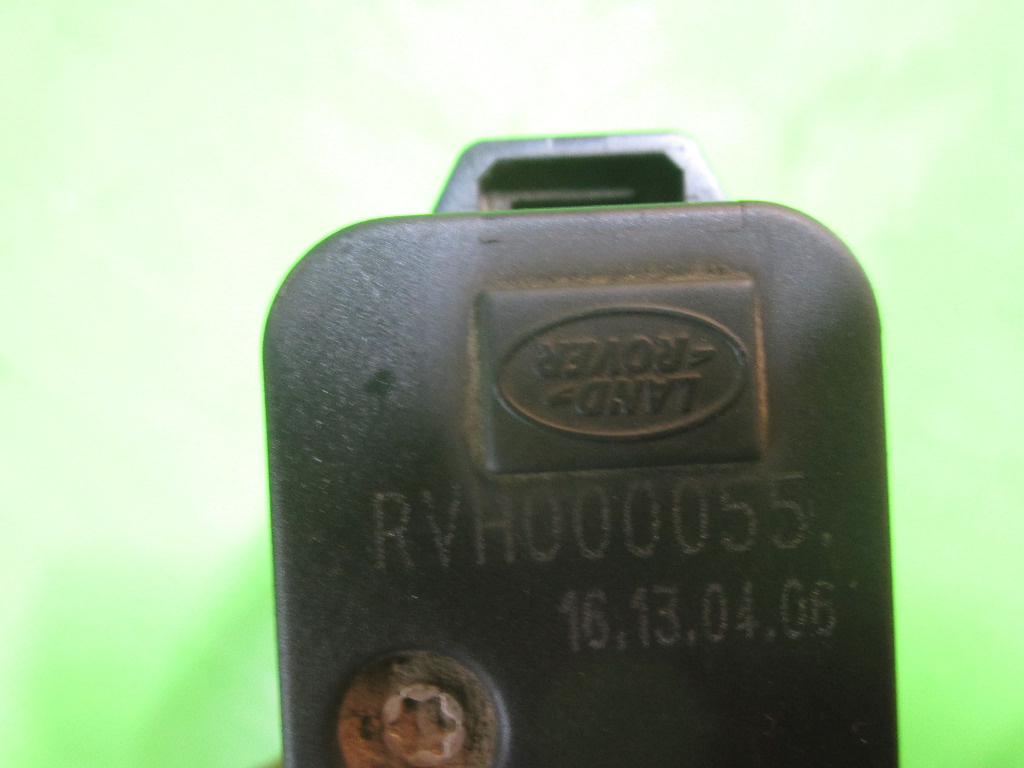 LAND-
-ROVER
RVH000055.
16.13.04.06